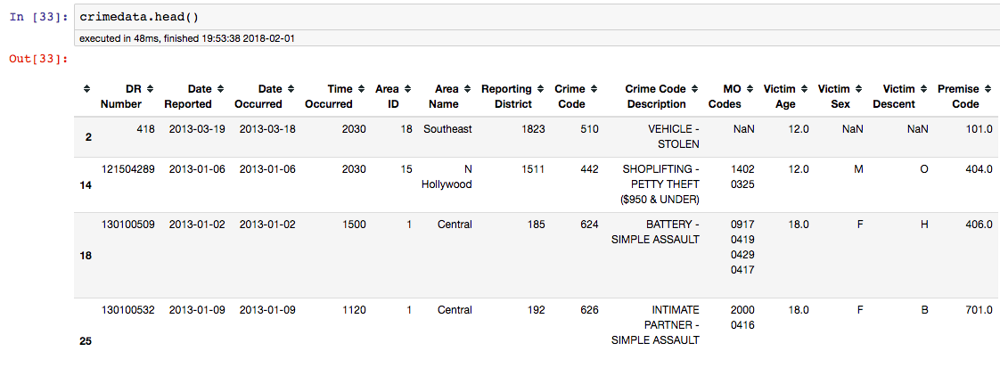 In [33]: crimedata.head()
executed in 48ms, finished 19:53:38 2018-02-01
Out[33]:
DR Date Date Time Area Area Reporting Crime Crime Code MO Victim Victim Victim Premise
Number Reported Occurred Occurred ID Name District Code Description Codes Age Sex Descent Code
418 2013-03-19 2013-03-18 2030 18 Southeast 1823 510 VEHICLE - NaN 12.0 NaN NaN 101.0
2 STOLEN
121504289 2013-01-06 2013-01-06 2030 15 N 1511 442 SHOPLIFTING - 1402 12.0 M O 404.0
14 Hollywood PETTY THEFT 0325
($950 & UNDER)
130100509 2013-01-02 2013-01-02 1500 1 Central 185 624 BATTERY - 0917 18.0 F H 406.0
SIMPLE ASSAULT 0419
18 0429
0417
130100532 2013-01-09 2013-01-09 1120 1 Central 192 626 INTIMATE 2000 18.0 F B 701.0
PARTNER - 0416
25 SIMPLE ASSAULT